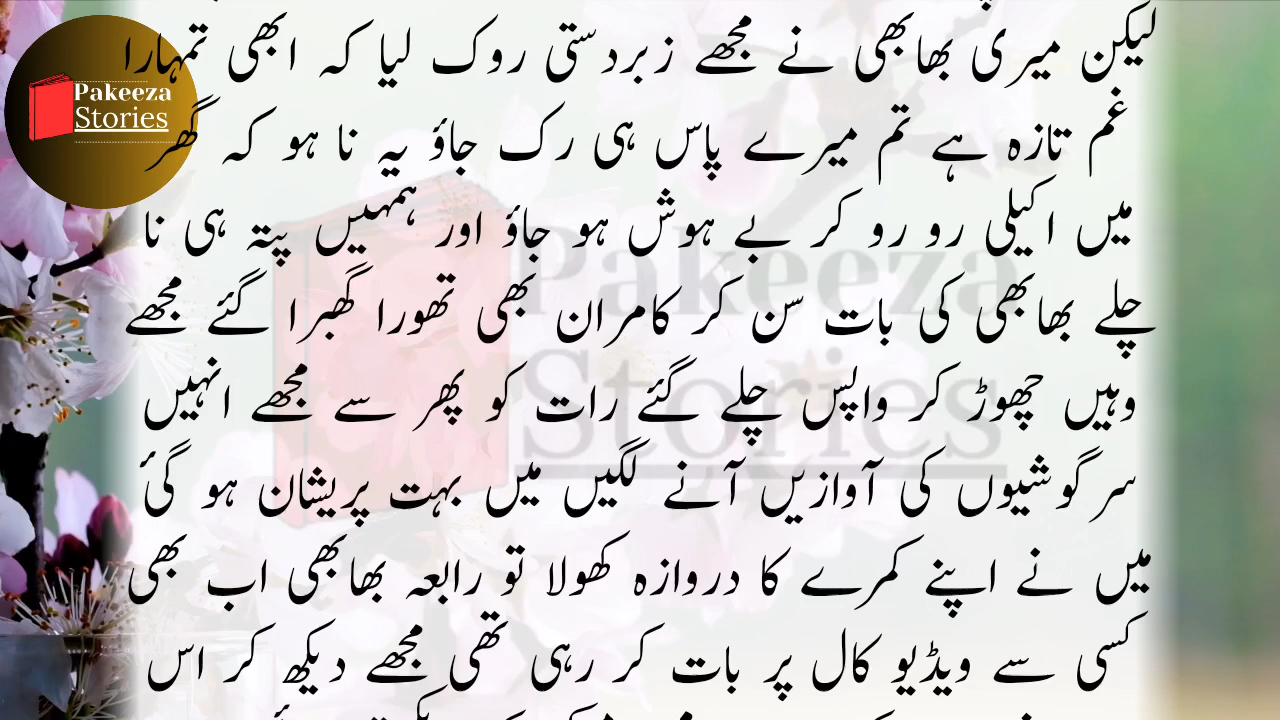 لیکن میری بھابھی نے مجھے زبردستی روک لیا کہ ابھی تمہارا
غم تازہ ہے تم میرے پاس ہی رک جاؤ یہ نا ہو کہ گھر
میں اکیلی رو رو کر بے ہوش ہو جاؤ اور ہمہیں پتہ ہی نا
چلے بھابھی کی بات سن کر کامران بھی تھورا گھبرا گئے مجھے
وہیں چھوڑ کر واپس چلے گئے رات کو پھر سے مجھے انہیں
سرگوشیوں کی آوازیں آنے لگیں میں بہت پریشان ہو گئ
میں نے اپنے کمرے کا دروازہ کھولا تو رابعہ بھابھی اب بھی
کسی سے ویڈیو کال پر بات کر رہی تھی مجھے دیکھ کر اس
Pakeeza
Stories
Pakeeza
Stories